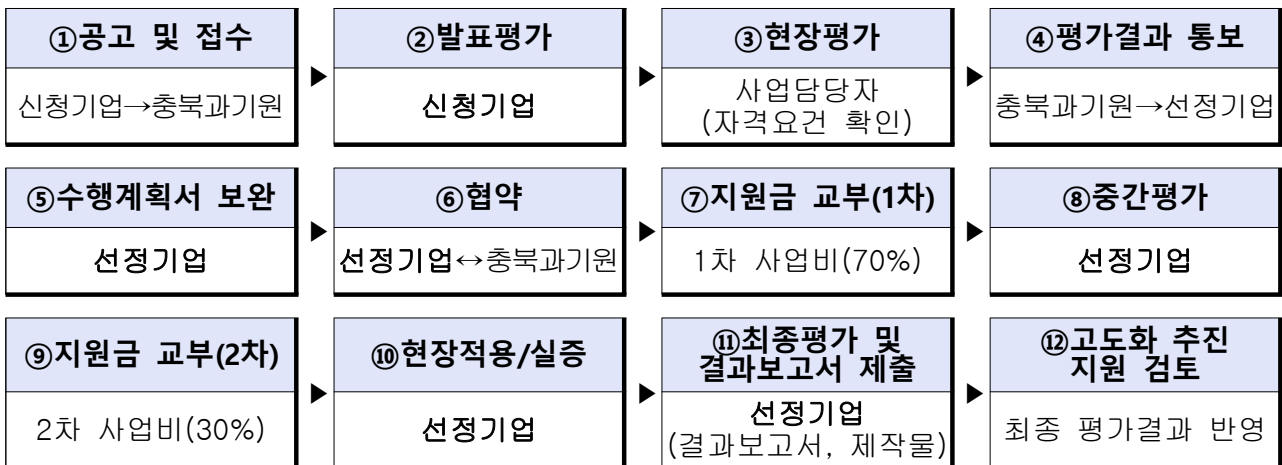 ①공고 및 접수
신청기업→충북과기원
▶
②발표평가
신청기업
▶
③현장평가
사업담당자
(자격요건 확인)
▶
④평가결과 통보
충북과기원→선정기업
⑤수행계획서 보완
선정기업
▶
⑥협약
선정기업↔충북과기원
▶
⑦지원금 교부(1차)
1차 사업비(70%)
▶
⑧중간평가
선정기업
⑨지원금 교부(2차)
2차 사업비(30%)
▶
⑩현장적용/실증
선정기업
▶
⑪최종평가 및
결과보고서 제출
선정기업
(결과보고서, 제작물)
▶
⑫고도화 추진
지원 검토
최종 평가결과 반영